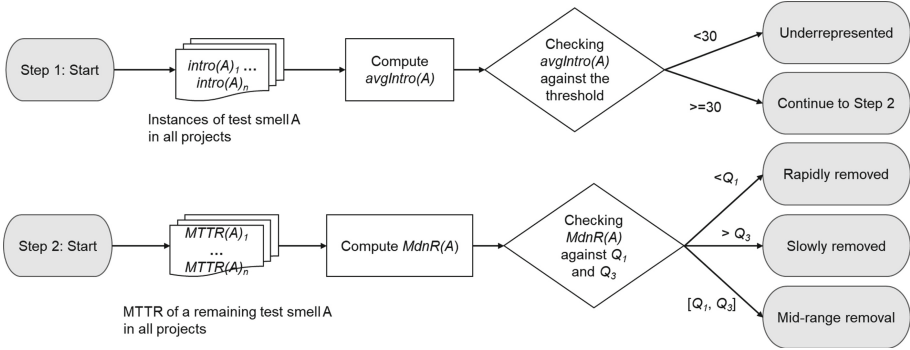 Step 1: Start
intro(A)1 ...
intro(A)n
Instances of test smell A
in all projects
Compute
avgIntro(A)
Checking
avgIntro(A)
against the
threshold
<30
Underrepresented
>=30
Continue to Step 2
Step 2: Start
MTTR(A)1
...
MTTR(A)n
MTTR of a remaining test smell A
in all projects
Compute MdnR(A)
Checking
MdnR(A)
against Q1
and Q3
<Q1
Rapidly removed
> Q3
Slowly removed
[Q1, Q3]
Mid-range removal